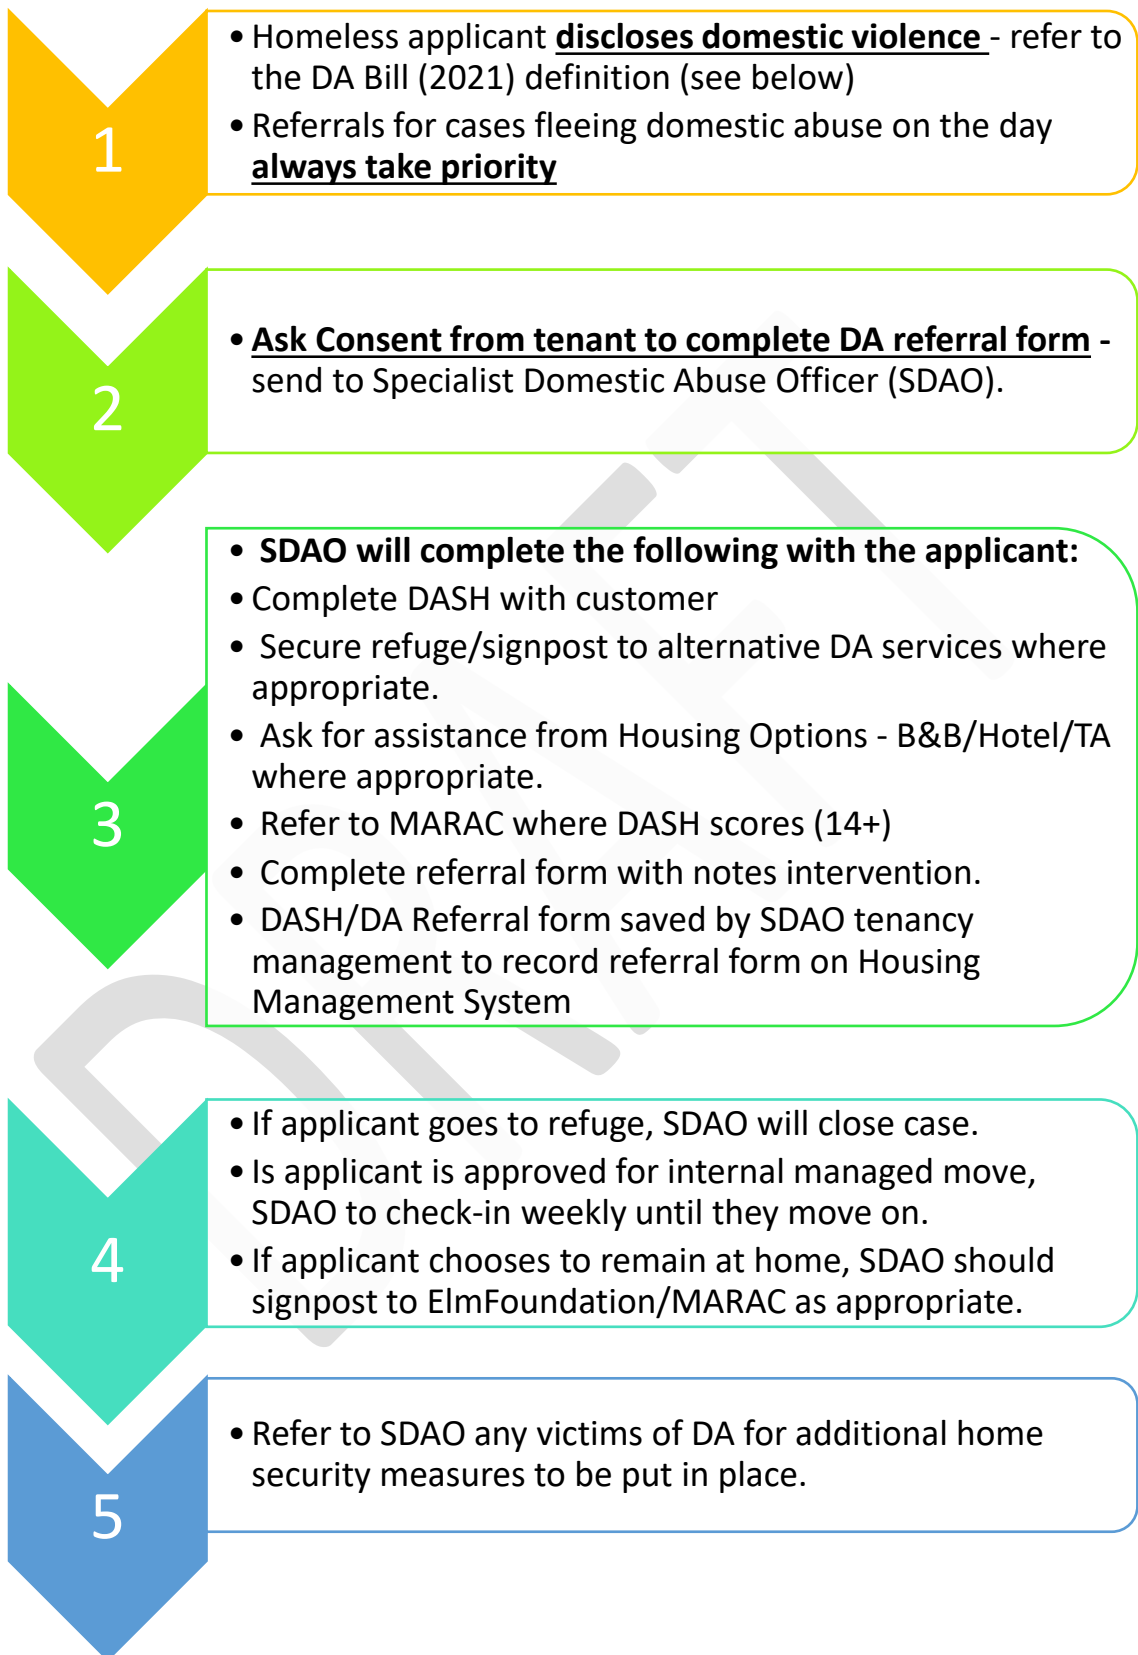 1
• Homeless applicant discloses domestic violence - refer to
the DA Bill (2021) definition (see below)
• Referrals for cases fleeing domestic abuse on the day
always take priority
2
• Ask Consent from tenant to complete DA referral form -
send to Specialist Domestic Abuse Officer (SDAO).
3
• SDAO will complete the following with the applicant:
• Complete DASH with customer
• Secure refuge/signpost to alternative DA services where
appropriate.
• Ask for assistance from Housing Options - B&B/Hotel/TA
where appropriate.
• Refer to MARAC where DASH scores (14+)
• Complete referral form with notes intervention.
• DASH/DA Referral form saved by SDAO tenancy
management to record referral form on Housing
Management System
4
• If applicant goes to refuge, SDAO will close case.
• Is applicant is approved for internal managed move,
SDAO to check-in weekly until they move on.
• If applicant chooses to remain at home, SDAO should
signpost to ElmFoundation/MARAC as appropriate.
5
• Refer to SDAO any victims of DA for additional home
security measures to be put in place.
DRAFT